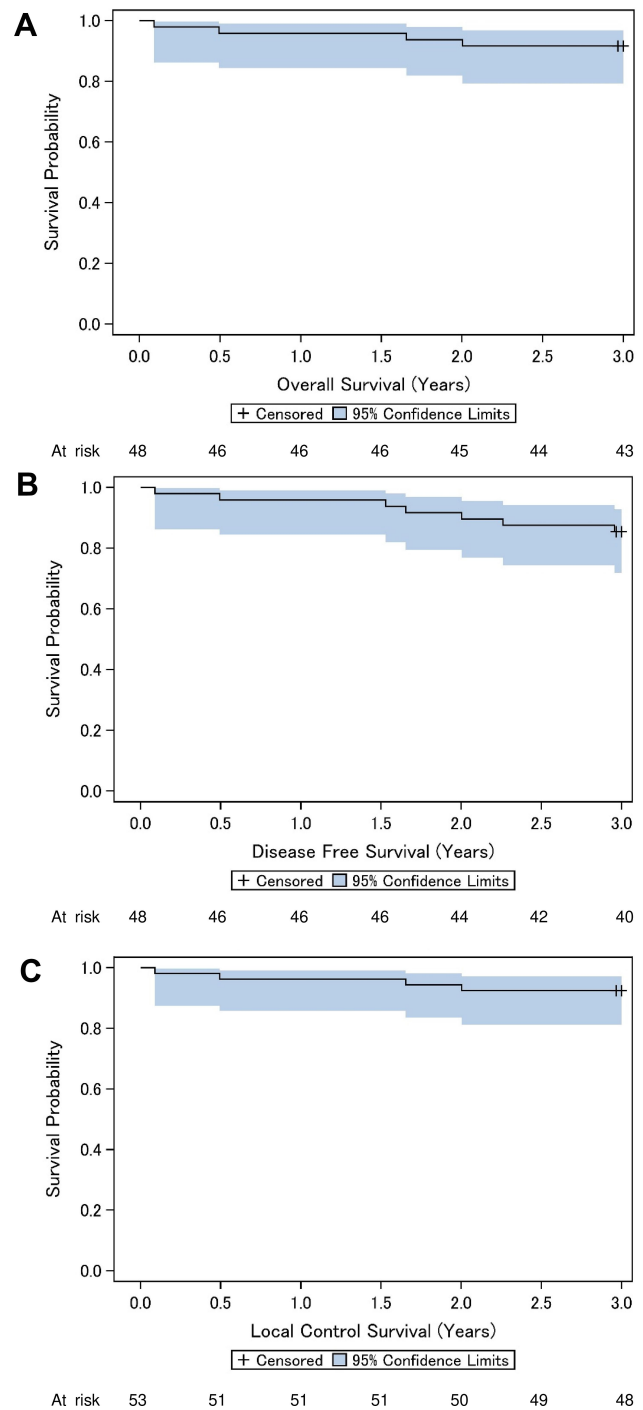 A
Survival Probability
1.0
0.8
0.6
0.4
0.2
0.0
0.0 0.5 1.0 1.5 2.0 2.5 3.0
Overall Survival (Years)
+ Censored 95% Confidence Limits
At risk 48 46 46 46 45 44 43
B
Survival Probability
1.0
0.8
0.6
0.4
0.2
0.0
0.0 0.5 1.0 1.5 2.0 2.5 3.0
Disease Free Survival (Years)
+ Censored 95% Confidence Limits
At risk 48 46 46 46 44 42 40
C
Survival Probability
1.0
0.8
0.6
0.4
0.2
0.0
0.0 0.5 1.0 1.5 2.0 2.5 3.0
Local Control Survival (Years)
+ Censored 95% Confidence Limits
At risk 53 51 51 51 50 49 48